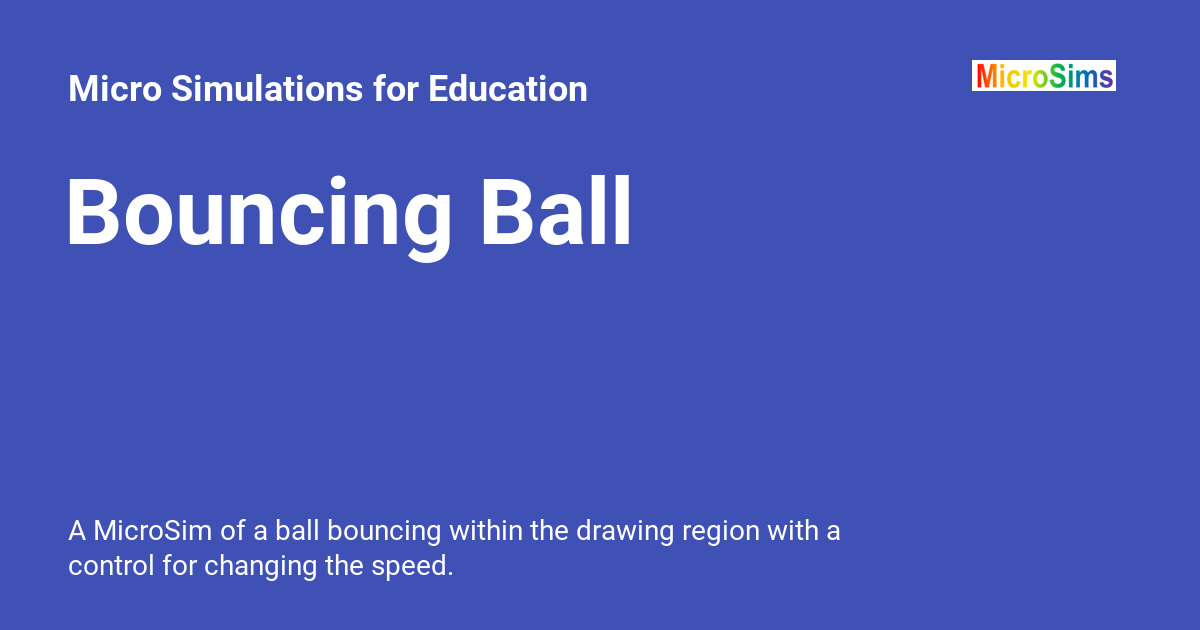 Micro Simulations for Education
MicroSims
Bouncing Ball
A MicroSim of a ball bouncing within the drawing region with a
control for changing the speed.